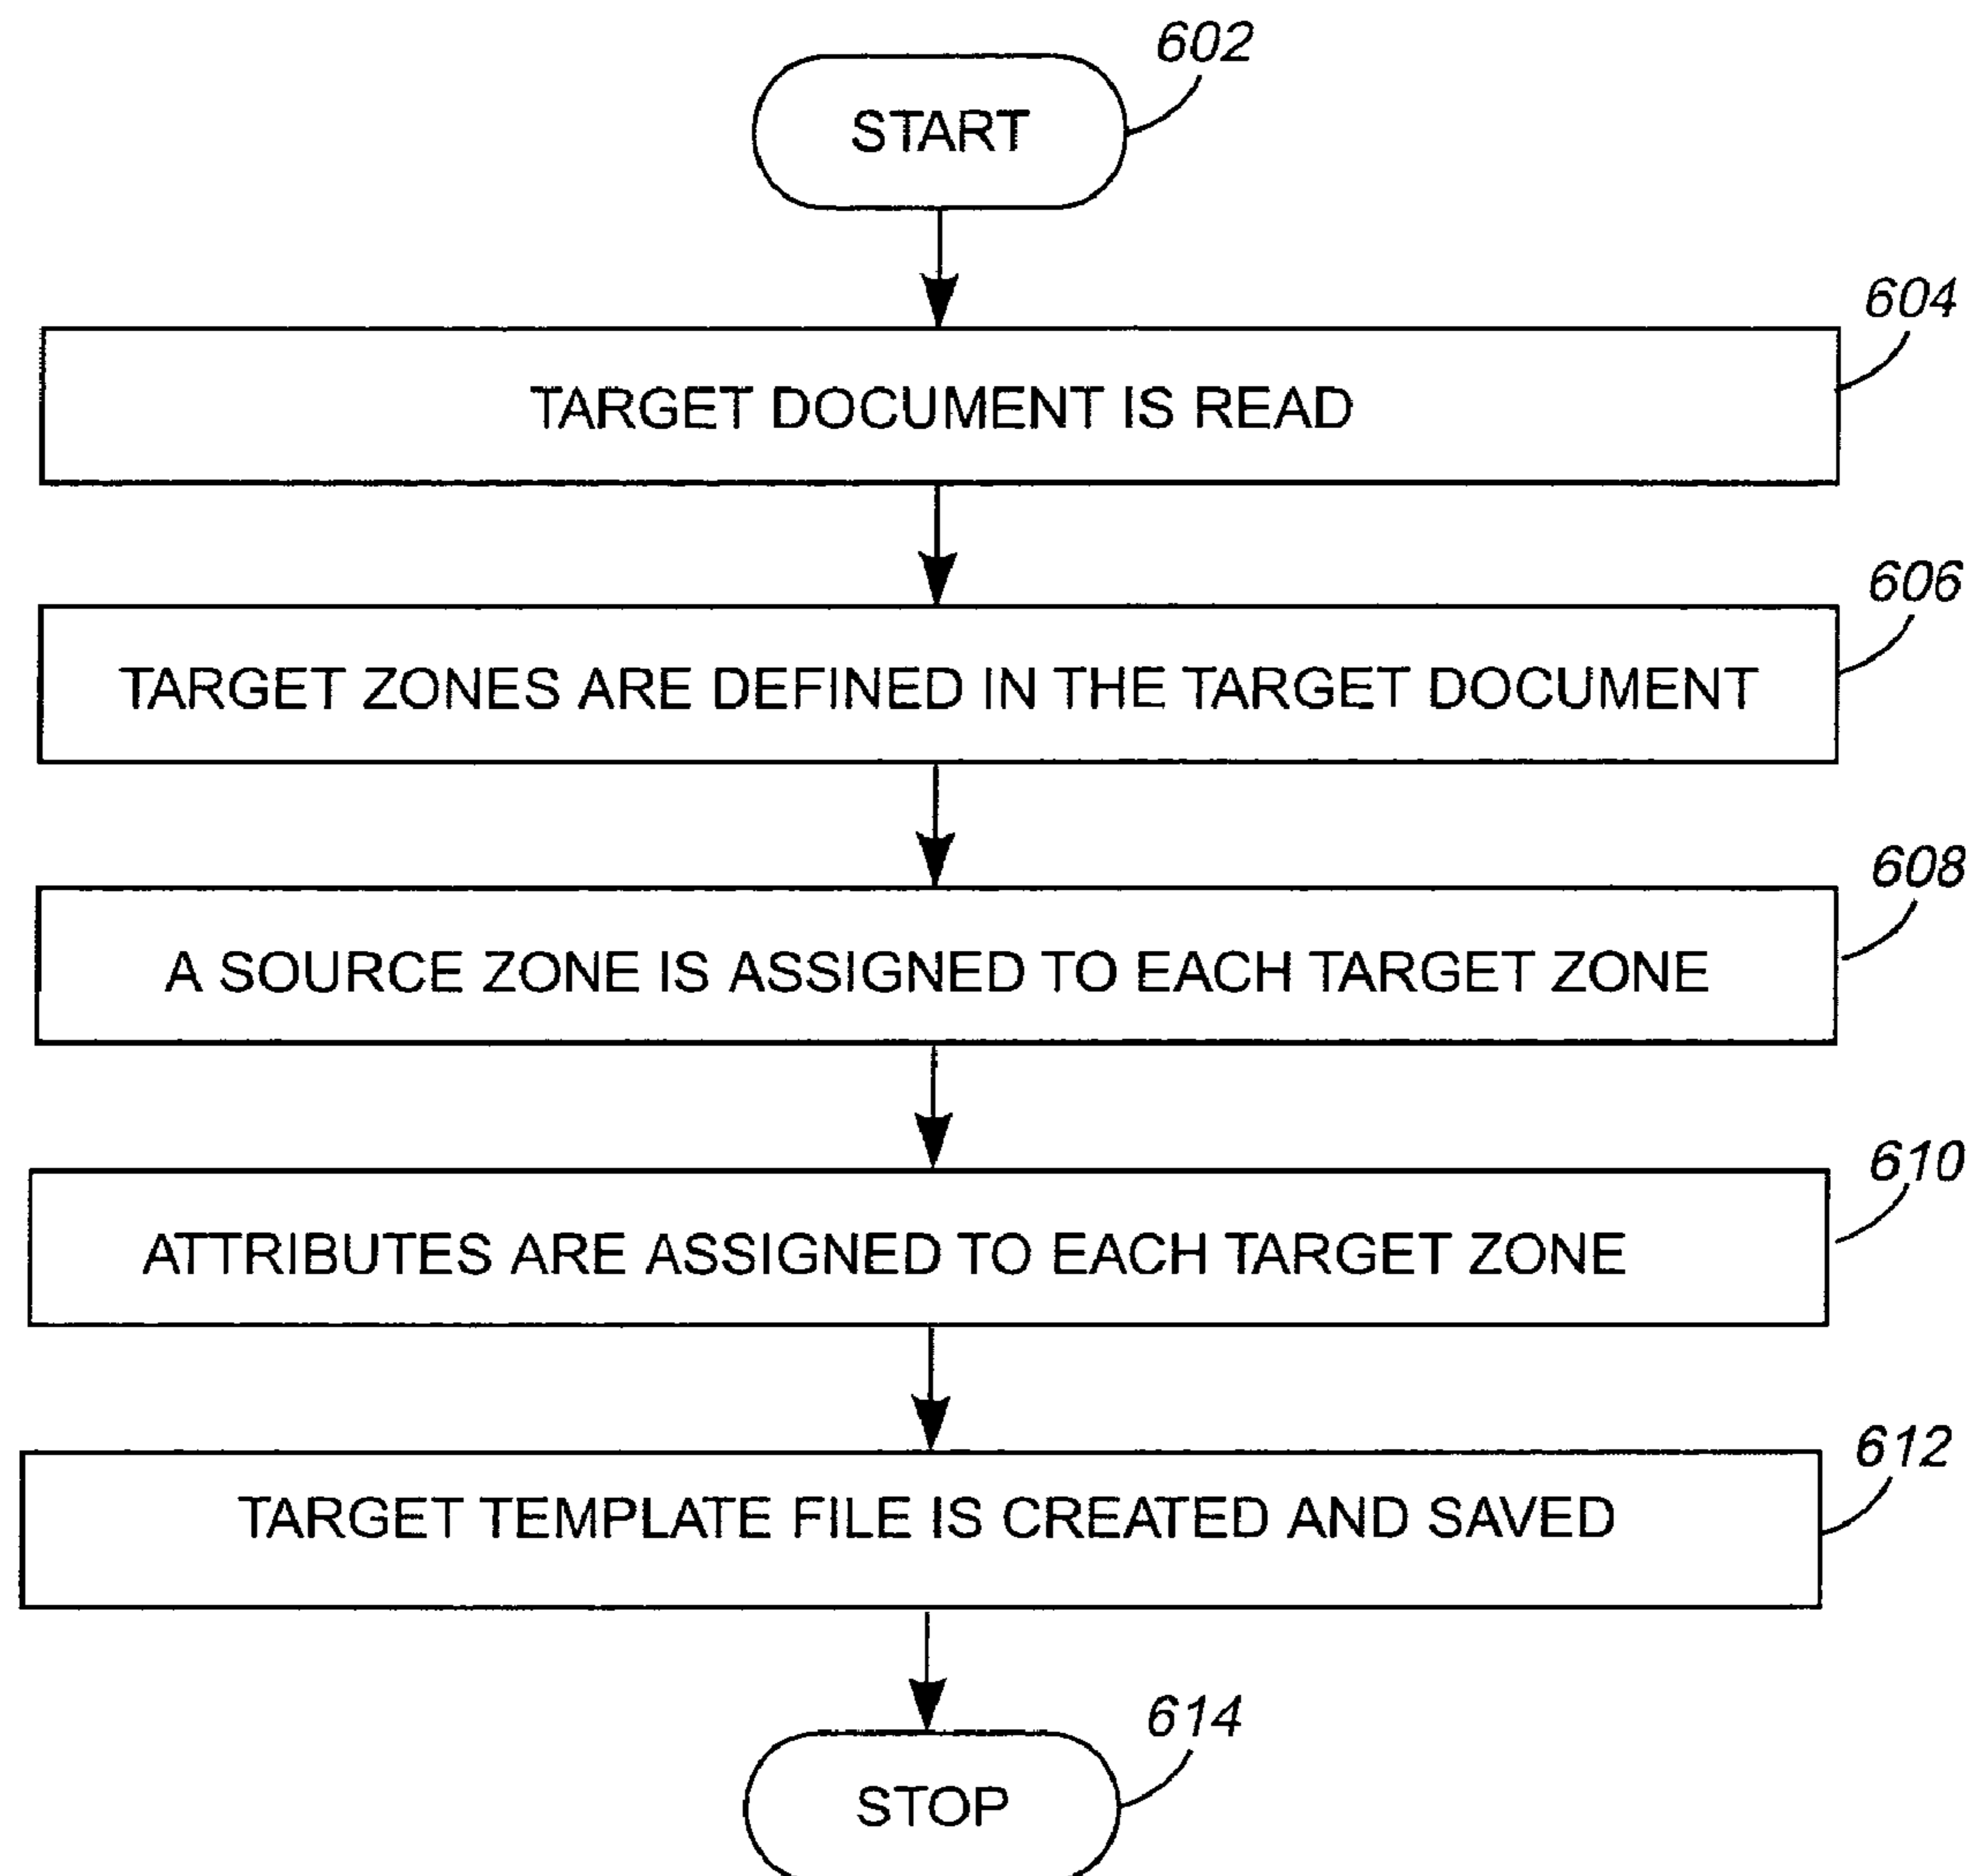 602
START
604
TARGET DOCUMENT IS READ
606
TARGET ZONES ARE DEFINED IN THE TARGET DOCUMENT
608
A SOURCE ZONE IS ASSIGNED TO EACH TARGET ZONE
610
ATTRIBUTES ARE ASSIGNED TO EACH TARGET ZONE
612
TARGET TEMPLATE FILE IS CREATED AND SAVED
614
STOP